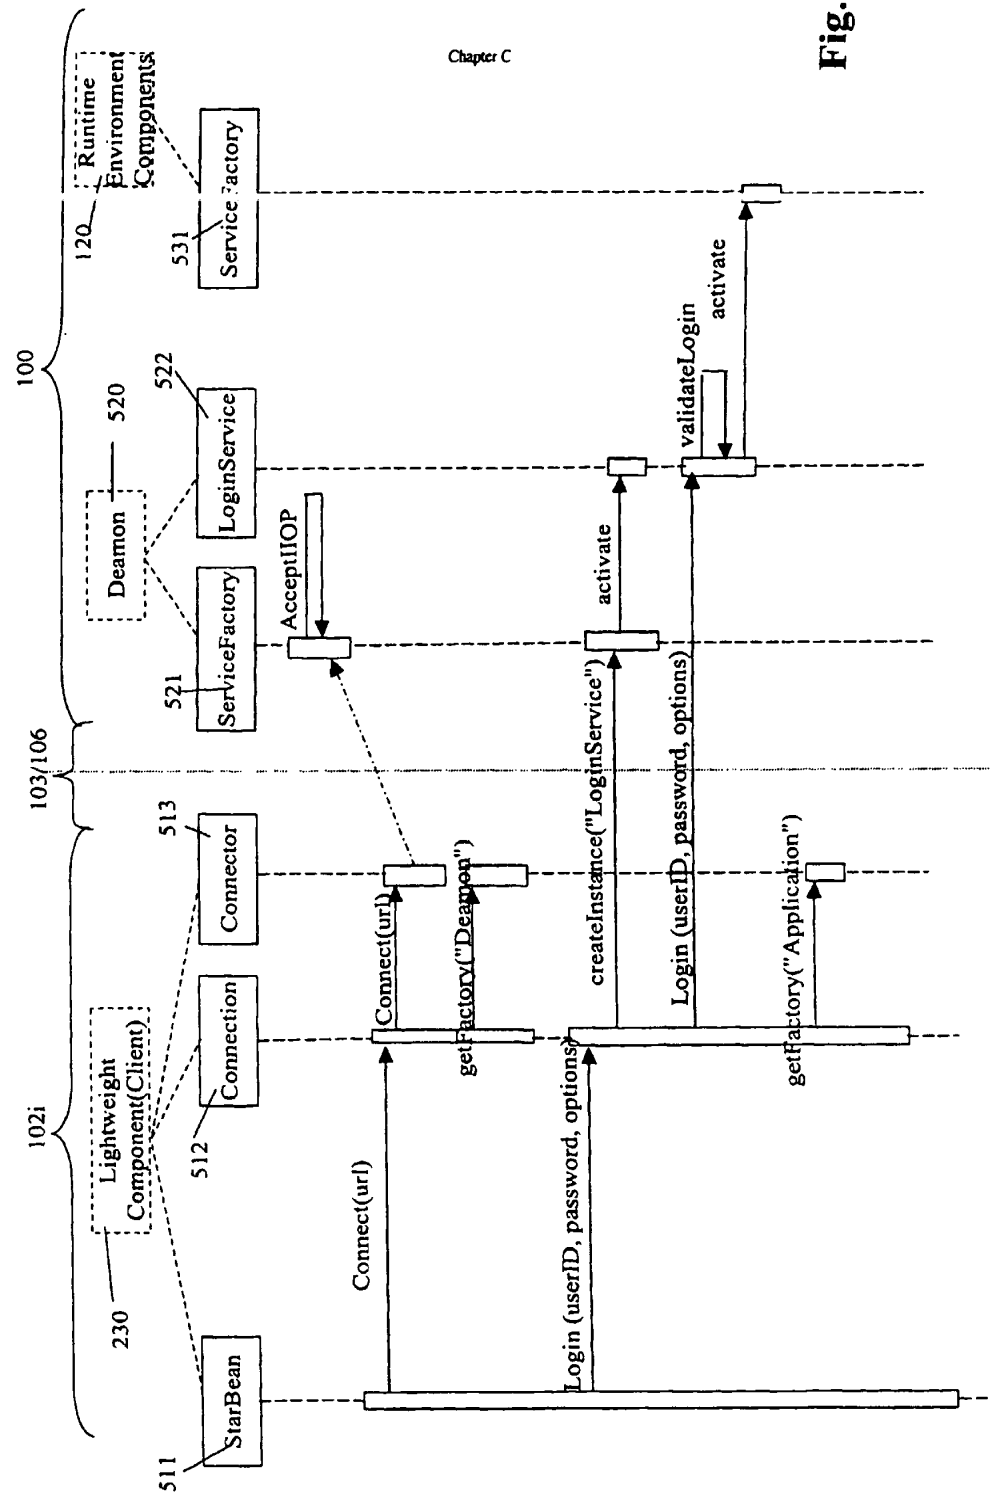 102i
103/106
100
230
Lightweight
Component(Client)
Deamon
520
120
Runtime
Environment
Components
511
StarBean
512
Connection
513
Connector
521
ServiceFactory
522
LoginService
531
Service Factory
AcceptIIOP
Connect(url)
Connect(url)
getFactory("Deamon")
Login (userID, password, options)
createInstance("LoginService")
activate
Login (userID, password, options)
validateLogin
activate
getFactory("Application")
Chapter C
Fig.